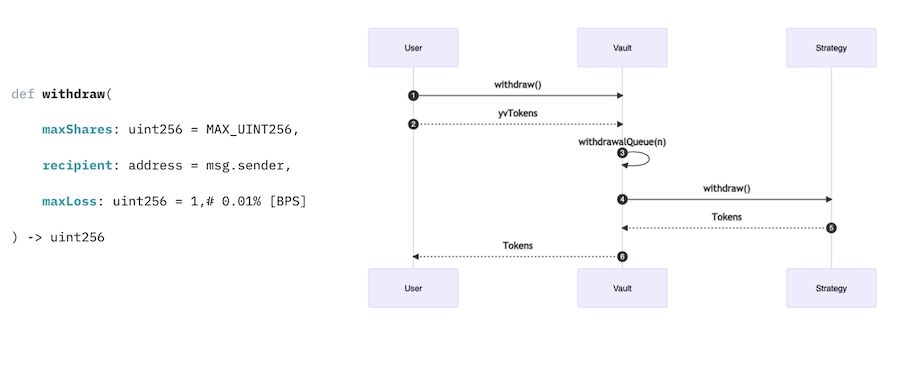 def withdraw(
maxShares: uint256 = MAX_UINT256,
recipient: address = msg.sender,
maxLoss: uint256 = 1,# 0.01% [BPS]
) -> uint256
User Vault Strategy
withdraw()
1
yvTokens
2
withdrawalQueue(n)
3
withdraw()
4
Tokens
5
Tokens
6
User Vault Strategy